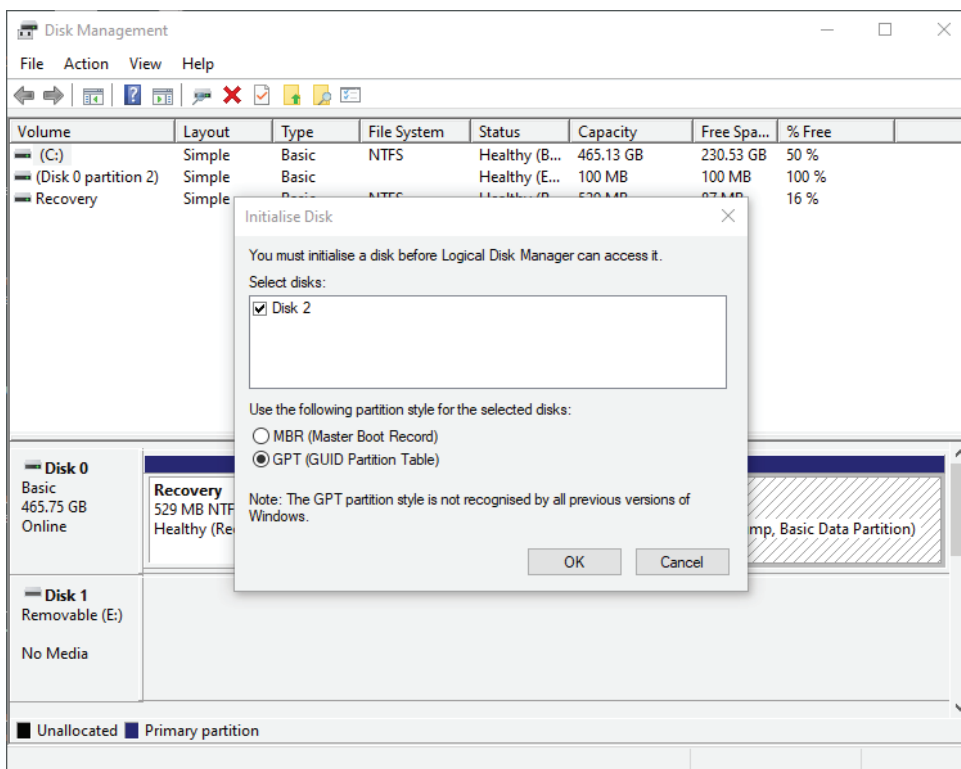 Disk Management
File Action View Help
Volume Layout Type File System Status Capacity Free Spa... % Free
(C:) Simple Basic NTFS Healthy (B... 465.13 GB 230.53 GB 50 %
(Disk 0 partition 2) Simple Basic Healthy (E... 100 MB 100 MB 100 %
Recovery Simple 16 %
Initialise Disk
You must initialise a disk before Logical Disk Manager can access it.
Select disks:
Disk 2
Use the following partition style for the selected disks:
MBR (Master Boot Record)
GPT (GUID Partition Table)
Note: The GPT partition style is not recognised by all previous versions of
Windows.
OK Cancel
Disk 0
Basic
465.75 GB
Online
Recovery
529 MB NTF
Healthy (Re
mp, Basic Data Partition)
Disk 1
Removable (E:)
No Media
Unallocated Primary partition